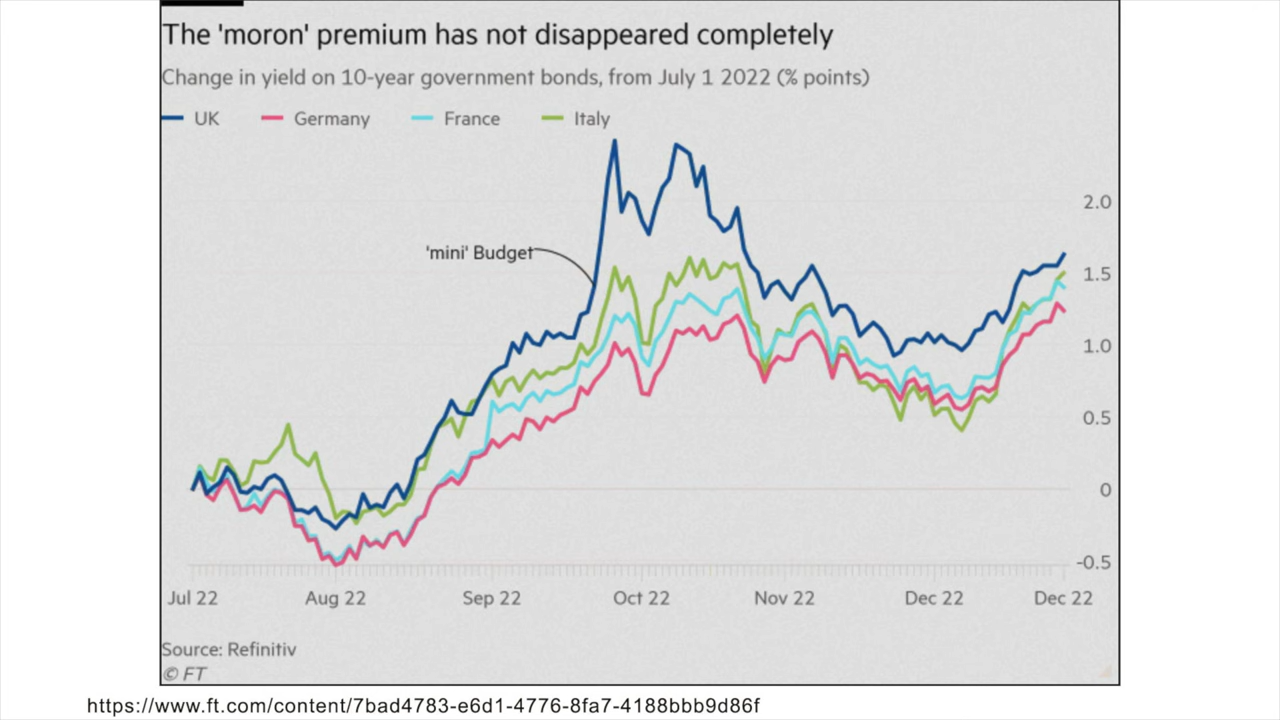 The 'moron' premium has not disappeared completely
Change in yield on 10-year government bonds, from July 1 2022 (% points)
UK Germany France Italy
2.0
'mini' Budget
1.5
1.0
0.5
0
-0.5
Jul 22 Aug 22 Sep 22 Oct 22 Nov 22 Dec 22 Dec 22
Source: Refinitiv
© FT
https://www.ft.com/content/7bad4783-e6d1-4776-8fa7-4188bbb9d86f